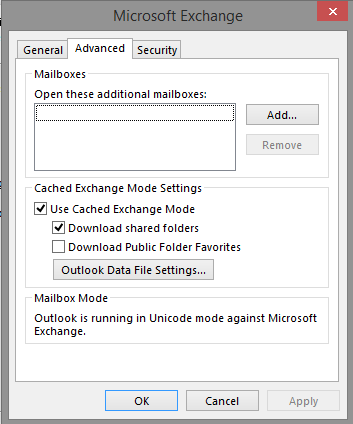 Microsoft Exchange
General Advanced Security
Mailboxes
Open these additional mailboxes:
Add...
Remove
Cached Exchange Mode Settings
Use Cached Exchange Mode
Download shared folders
Download Public Folder Favorites
Outlook Data File Settings...
Mailbox Mode
Outlook is running in Unicode mode against Microsoft
Exchange.
OK Cancel Apply